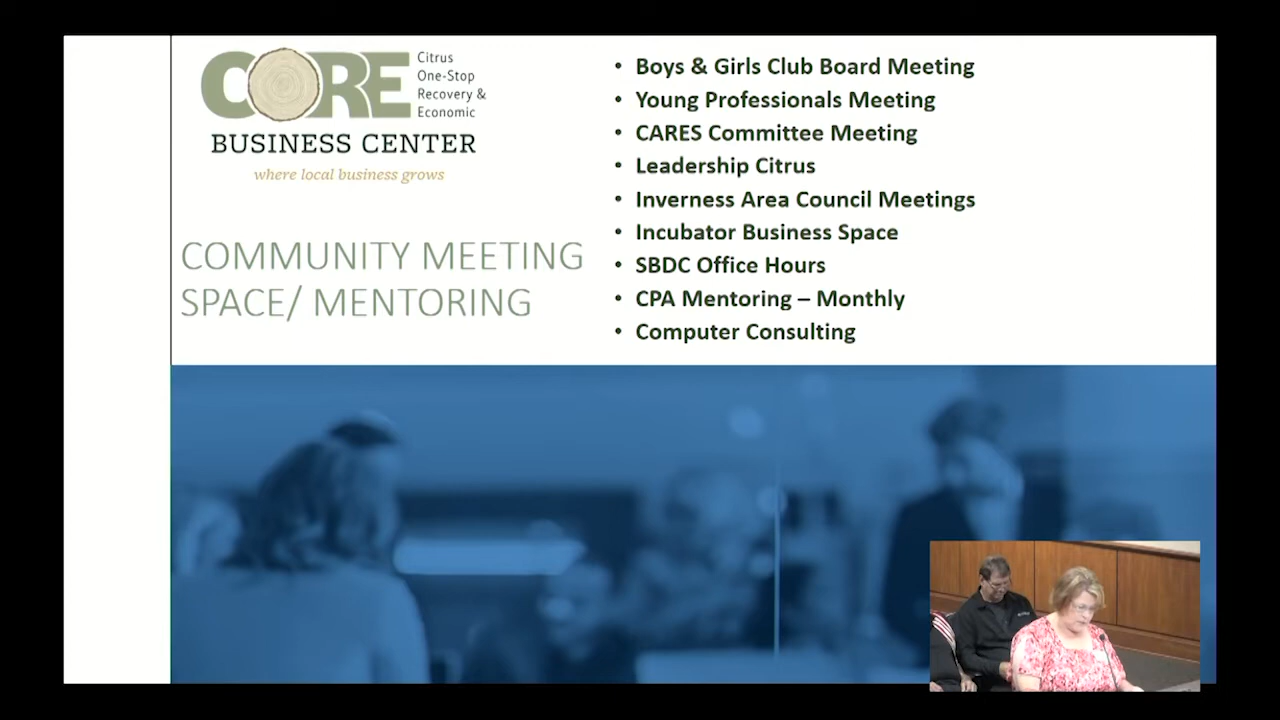 CORE
Citrus
One-Stop
Recovery &
Economic
BUSINESS CENTER
where local business grows
COMMUNITY MEETING
SPACE/ MENTORING
• Boys & Girls Club Board Meeting
• Young Professionals Meeting
• CARES Committee Meeting
• Leadership Citrus
• Inverness Area Council Meetings
• Incubator Business Space
• SBDC Office Hours
• CPA Mentoring – Monthly
• Computer Consulting